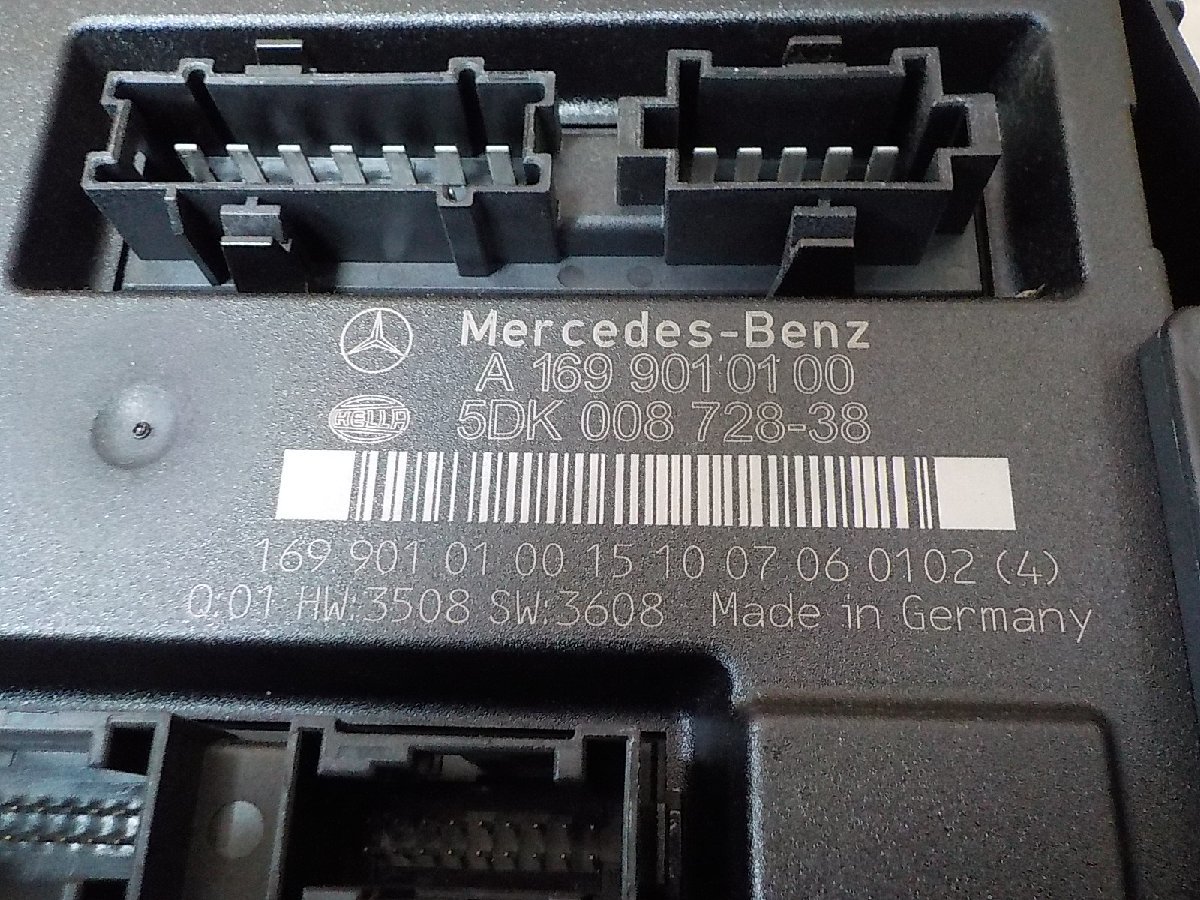 Mercedes-Benz
A 169 901 01 00
HELLA
5DK 008 728-38
169 901 01 00 15 10 07 06 0102 (4)
Q:01 HW:3508 SW:3608 Made in Germany